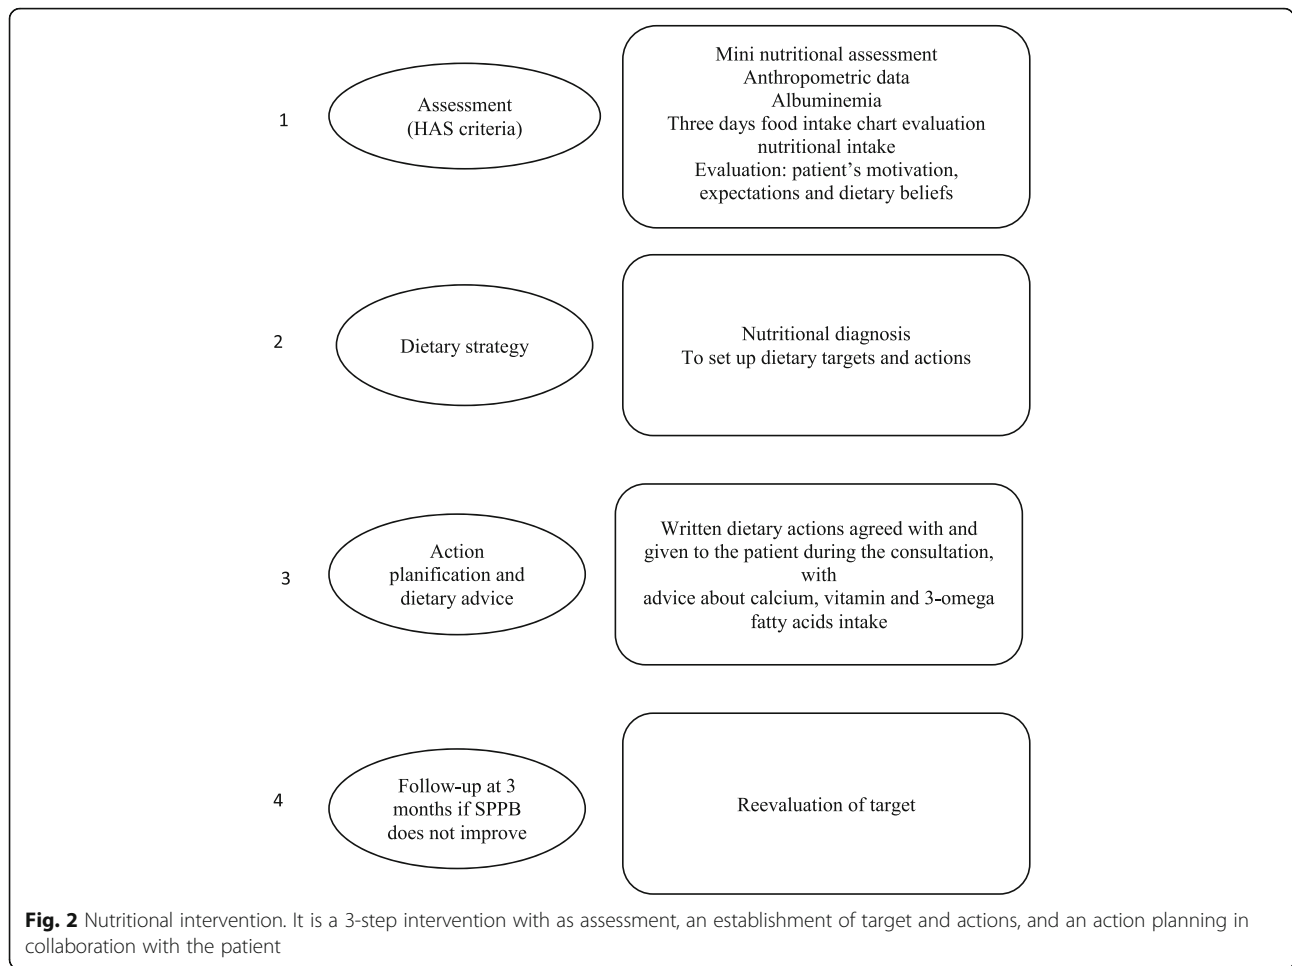 1
Assessment
(HAS criteria)
Mini nutritional assessment
Anthropometric data
Albuminemia
Three days food intake chart evaluation
nutritional intake
Evaluation: patient's motivation,
expectations and dietary beliefs
2
Dietary strategy
Nutritional diagnosis
To set up dietary targets and actions
3
Action
planification and
dietary advice
Written dietary actions agreed with and
given to the patient during the consultation,
with
advice about calcium, vitamin and 3-omega
fatty acids intake
4
Follow-up at 3
months if SPPB
does not improve
Reevaluation of target
Fig. 2 Nutritional intervention. It is a 3-step intervention with as assessment, an establishment of target and actions, and an action planning in
collaboration with the patient